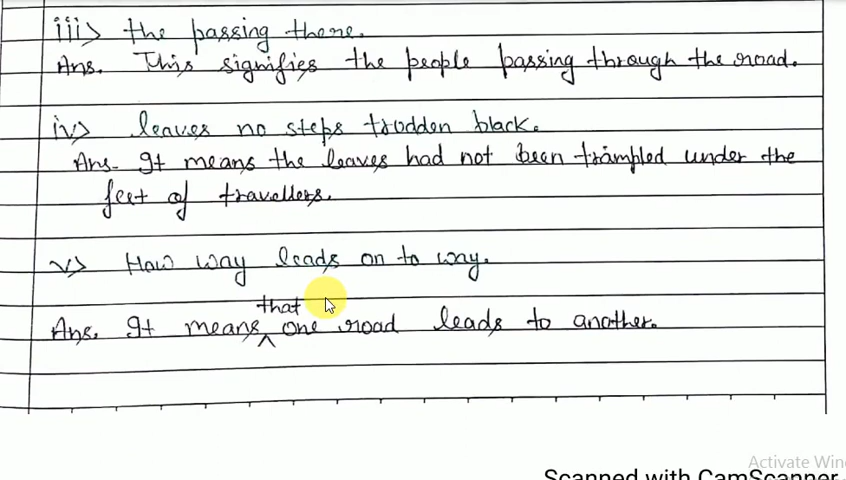 iii> the passing there.
Ans. This signifies the people passing through the road.
iv> leaves no steps trodden black.
Ans- It means the leaves had not been trampled under the
feet of travellers.
v> How way leads on to way.
that
Ans. It means ^ one road leads to another.
Activate Win
Scanned with CamScanner